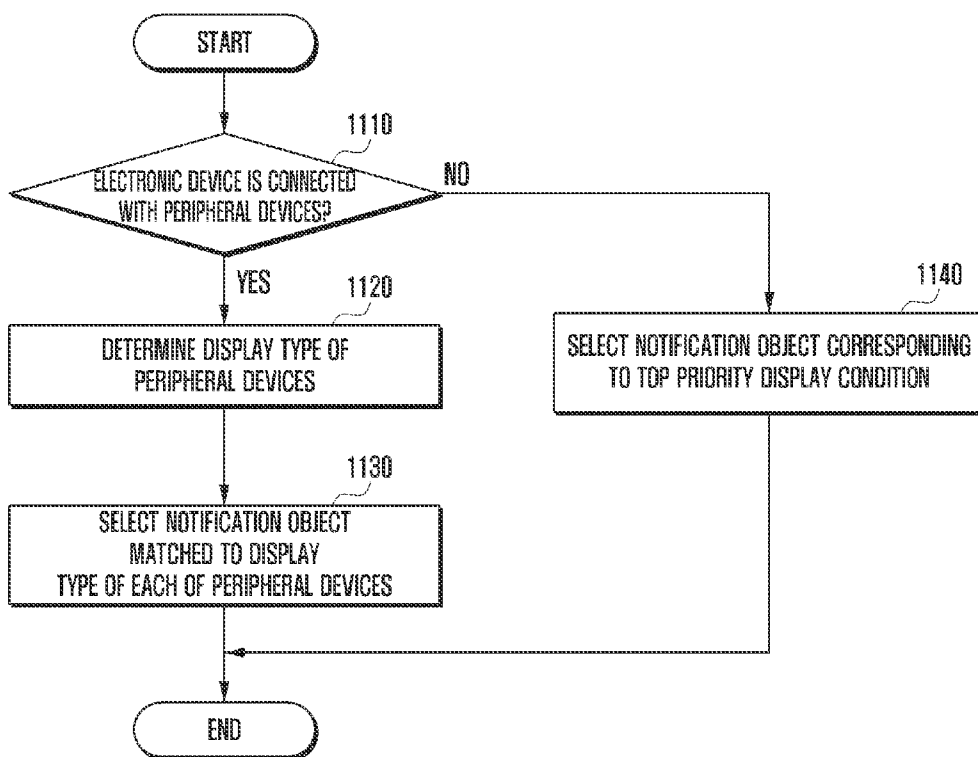 START
1110
ELECTRONIC DEVICE IS CONNECTED
WITH PERIPHERAL DEVICES?
NO
YES
1120
DETERMINE DISPLAY TYPE OF
PERIPHERAL DEVICES
1140
SELECT NOTIFICATION OBJECT CORRESPONDING
TO TOP PRIORITY DISPLAY CONDITION
1130
SELECT NOTIFICATION OBJECT
MATCHED TO DISPLAY
TYPE OF EACH OF PERIPHERAL DEVICES
END